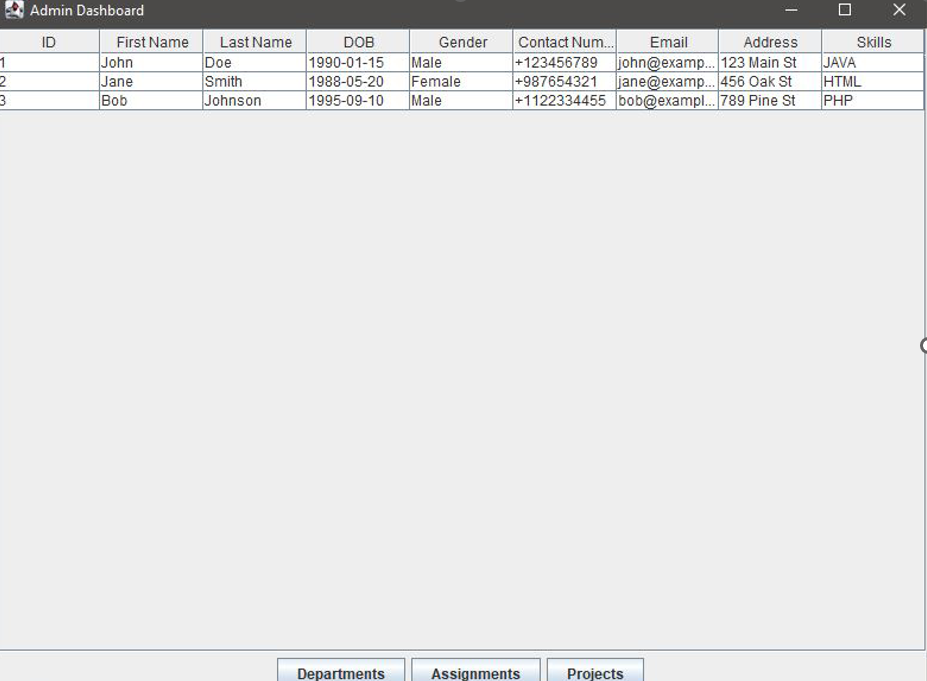 Admin Dashboard
ID First Name Last Name DOB Gender Contact Num... Email Address Skills
1 John Doe 1990-01-15 Male +123456789 john@examp... 123 Main St JAVA
2 Jane Smith 1988-05-20 Female +987654321 jane@examp... 456 Oak St HTML
3 Bob Johnson 1995-09-10 Male +1122334455 bob@exampl... 789 Pine St PHP
Departments Assignments Projects